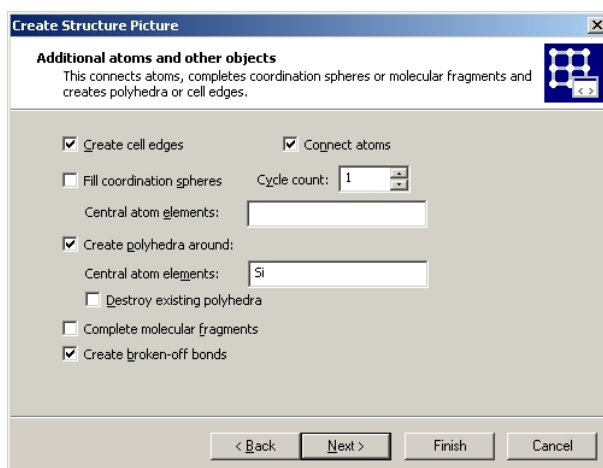 Create Structure Picture
Additional atoms and other objects
This connects atoms, completes coordination spheres or molecular fragments and
creates polyhedra or cell edges.
Create cell edges
Connect atoms
Fill coordination spheres
Cycle count: 1
Central atom elements:
Create polyhedra around:
Central atom elements: Si
Destroy existing polyhedra
Complete molecular fragments
Create broken-off bonds
< Back
Next >
Finish
Cancel